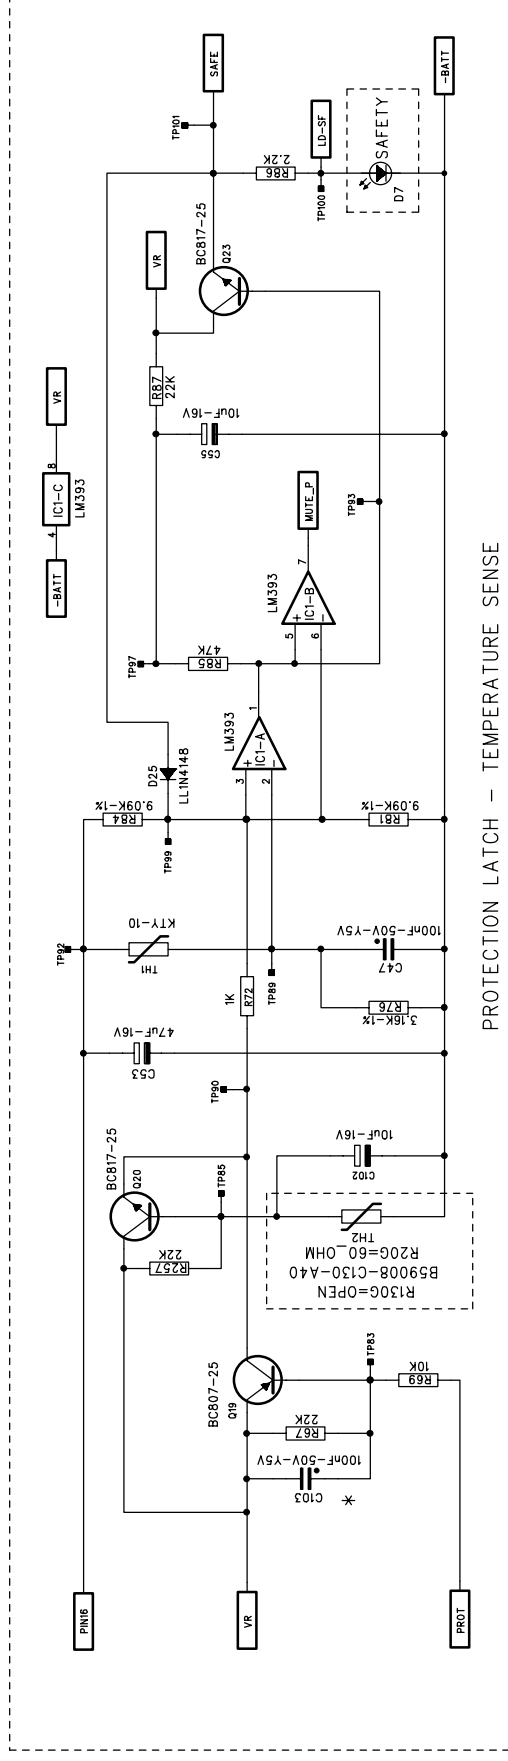 PIN16
VR
PROT
*
C103
100nF-50V-Y5V
R67
22K
Q19
BC807-25
TP83
R69
10K
R257
22K
Q20
BC817-25
TP85
R130G=OPEN
B59008-C130-A40
R20G=60_OHM
TH2
C102
10uF-16V
TP90
C53
47uF-16V
1K
R72
TP92
TH1
KTY-10
TP89
R76
3.16K-1%
C47
100nF-50V-Y5V
TP99
D25
LL1N4148
R84
9.09K-1%
R81
9.09K-1%
3
2
1
IC1-A
LM393
TP97
R85
47K
5
6
7
IC1-B
LM393
MUTE_P
TP93
-BATT
4
IC1-C
8
VR
LM393
C55
10uF-16V
R87
22K
VR
Q23
BC817-25
TP101
SAFE
R86
2.2K
TP100
LD-SF
D7
SAFETY
-BATT
PROTECTION LATCH - TEMPERATURE SENSE